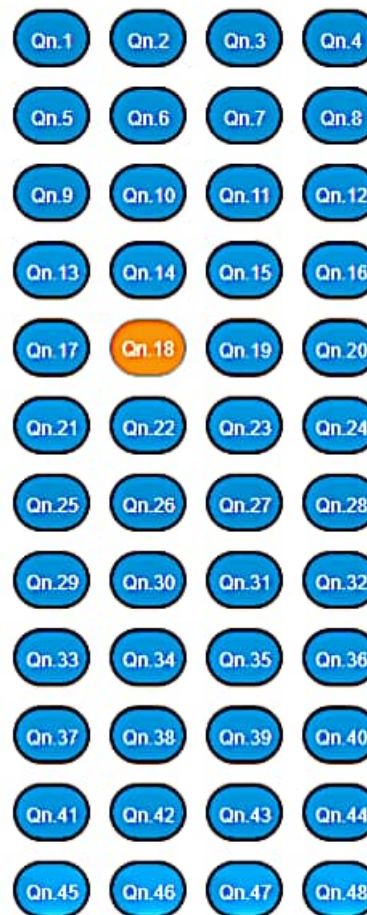 Qn.1 Qn.2 Qn.3 Qn.4
Qn.5 Qn.6 Qn.7 Qn.8
Qn.9 Qn.10 Qn.11 Qn.12
Qn.13 Qn.14 Qn.15 Qn.16
Qn.17 Qn.18 Qn.19 Qn.20
Qn.21 Qn.22 Qn.23 Qn.24
Qn.25 Qn.26 Qn.27 Qn.28
Qn.29 Qn.30 Qn.31 Qn.32
Qn.33 Qn.34 Qn.35 Qn.36
Qn.37 Qn.38 Qn.39 Qn.40
Qn.41 Qn.42 Qn.43 Qn.44
Qn.45 Qn.46 Qn.47 Qn.48